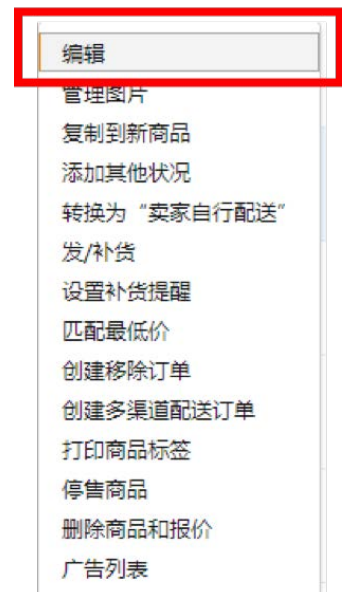 编辑
管理图片
复制到新商品
添加其他状况
转换为“卖家自行配送”
发/补货
设置补货提醒
匹配最低价
创建移除订单
创建多渠道配送订单
打印商品标签
停售商品
删除商品和报价
广告列表